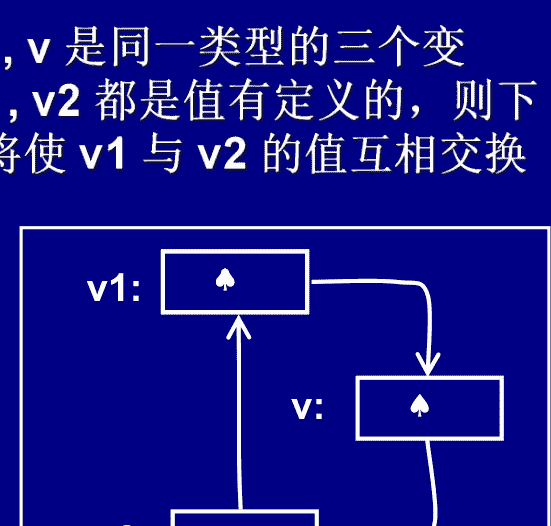 , v 是同一类型的三个变
, v2 都是值有定义的，则下
将使 v1 与 v2 的值互相交换
v1:
v: